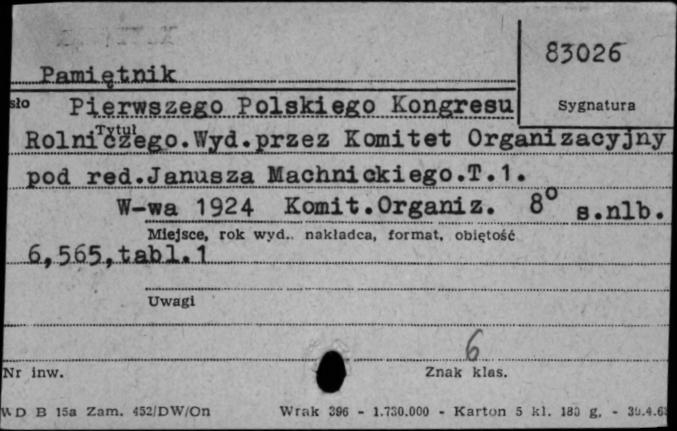 83026
Pamiętnik
sło Pierwszego Polskiego Kongresu
Sygnatura
Tytuł
Rolniczego.Wyd.przez Komitet Organizacyjny
pod red.Janusza Machnickiego.T.1.
W-wa 1924 Komit.Organiz. 8° s.nlb.
Miejsce, rok wyd.. nakładca, format, obiętość
6,565,tabl.1
Uwagi
6
Nr inw. Znak klas.
WD B 15a Zam. 452/DW/On Wrak 396 - 1.730.000 - Karton 5 kl. 180 g. -